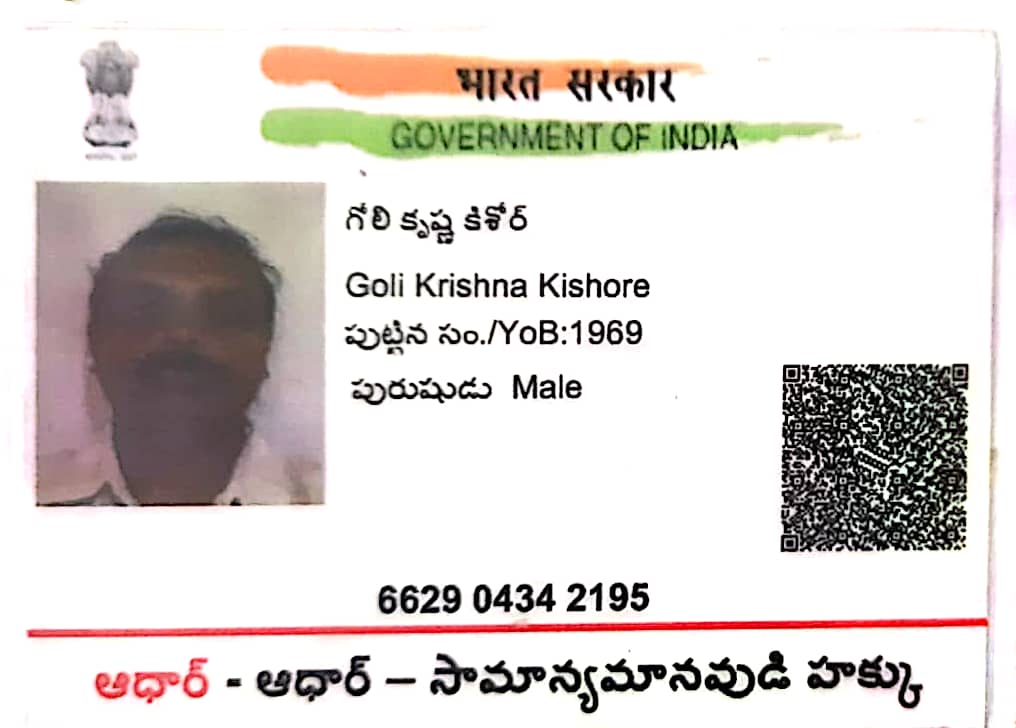 भारत सरकार
GOVERNMENT OF INDIA
గోలి కృష్ణ కిశోర్
Goli Krishna Kishore
పుట్టిన సం./YoB:1969
పురుషుడు Male
6629 0434 2195
ఆధార్ - ఆధార్ – సామాన్యమానవుడి హక్కు